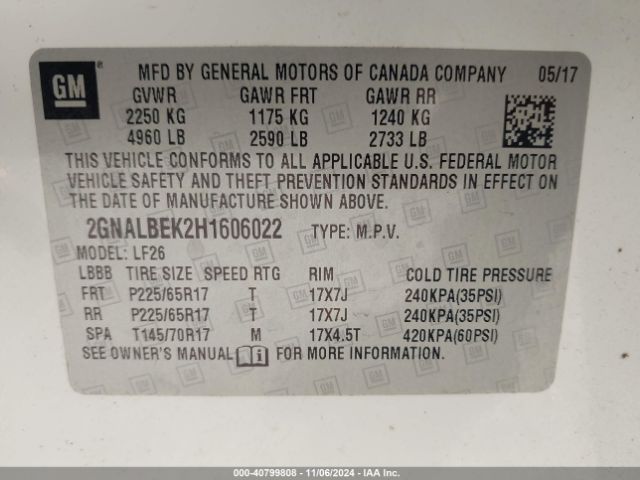 GM ® MFD BY GENERAL MOTORS OF CANADA COMPANY 05/17
GVWR GAWR FRT GAWR RR
2250 KG 1175 KG 1240 KG
4960 LB 2590 LB 2733 LB
THIS VEHICLE CONFORMS TO ALL APPLICABLE U.S. FEDERAL MOTOR
VEHICLE SAFETY AND THEFT PREVENTION STANDARDS IN EFFECT ON
THE DATE OF MANUFACTURE SHOWN ABOVE.
2GNALBEK2H1606022 TYPE: M.P.V.
MODEL: LF26
LBBB TIRE SIZE SPEED RTG RIM COLD TIRE PRESSURE
FRT P225/65R17 T 17X7J 240KPA(35PSI)
RR P225/65R17 T 17X7J 240KPA(35PSI)
SPA T145/70R17 M 17X4.5T 420KPA(60PSI)
SEE OWNER'S MANUAL FOR MORE INFORMATION.
000-40799808 - 11/06/2024 - IAA Inc.